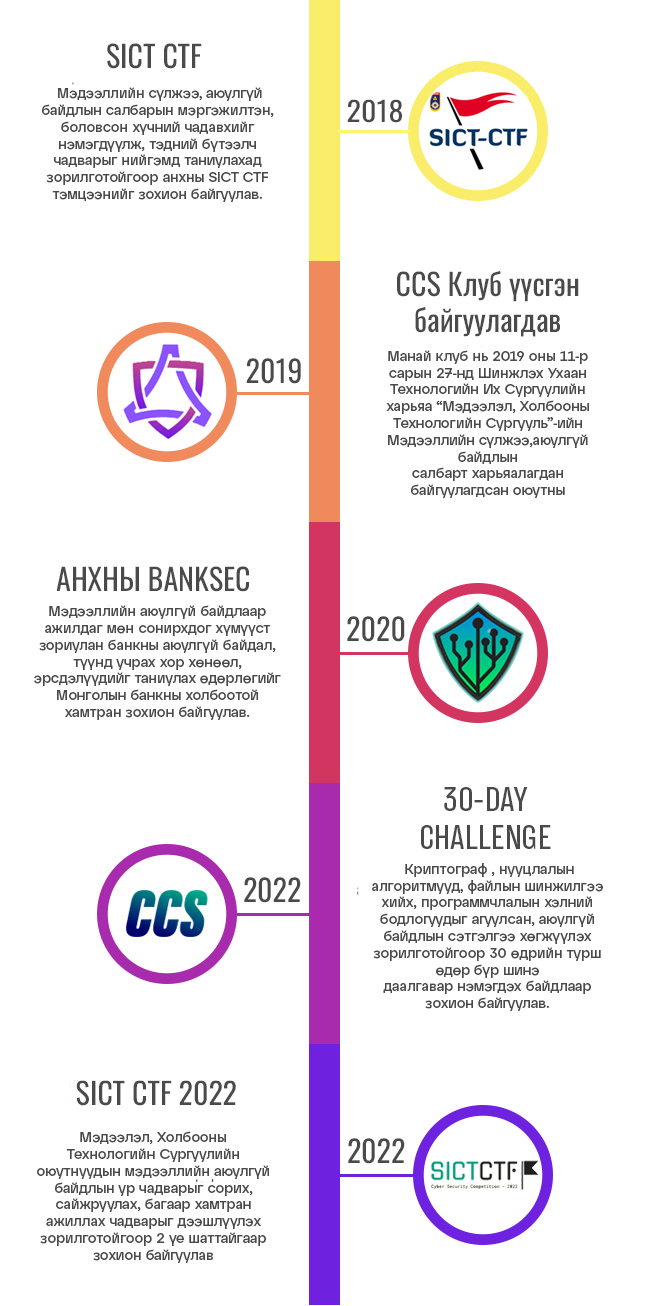 SICT CTF
Мэдээллийн сүлжээ, аюулгүй
байдлын салбарын мэргэжилтэн,
боловсон хүчний чадавхийг
нэмэгдүүлж, тэдний бүтээлч
чадварыг нийгэмд таниулахад
зорилготойгоор анхны SICT CTF
тэмцээнийг зохион байгуулав.
2018
SICT-CTF
CCS Клуб үүсгэн
байгуулагдав
2019
Манай клуб нь 2019 оны 11-р
сарын 27-нд Шинжлэх Ухаан
Технологийн Их Сургуулийн
харьяа “Мэдээлэл, Холбооны
Технологийн Сургууль”-ийн
Мэдээллийн сүлжээ,аюулгүй
байдлын
салбарт харьяалагдан
байгуулагдсан оюутны
АНХНЫ BANKSEC
Мэдээллийн аюулгүй байдлаар
ажилдаг мөн сонирхдог хүмүүст
зориулан банкны аюулгүй байдал,
түүнд учрах хор хөнөөл,
эрсдэлүүдийг таниулах өдөрлөгийг
Монголын банкны холбоотой
хамтран зохион байгуулав.
2020
30-DAY
CHALLENGE
2022
CCS
Криптограф , нууцлалын
алгоритмууд, файлын шинжилгээ
хийх, программчлалын хэлний
бодлогуудыг агуулсан, аюулгүй
байдлын сэтгэлгээ хөгжүүлэх
зорилготойгоор 30 өдрийн турш
өдөр бүр шинэ
даалгавар нэмэгдэх байдлаар
зохион байгуулав.
SICT CTF 2022
Мэдээлэл, Холбооны
Технологийн Сургуулийн
оюутнуудын мэдээллийн аюулгүй
байдлын ур чадварыг сорих,
сайжруулах, багаар хамтран
ажиллах чадварыг дээшлүүлэх
зорилготойгоор 2 үе шаттайгаар
зохион байгуулав
2022
SICTCTF
Cyber Security Competition - 2022